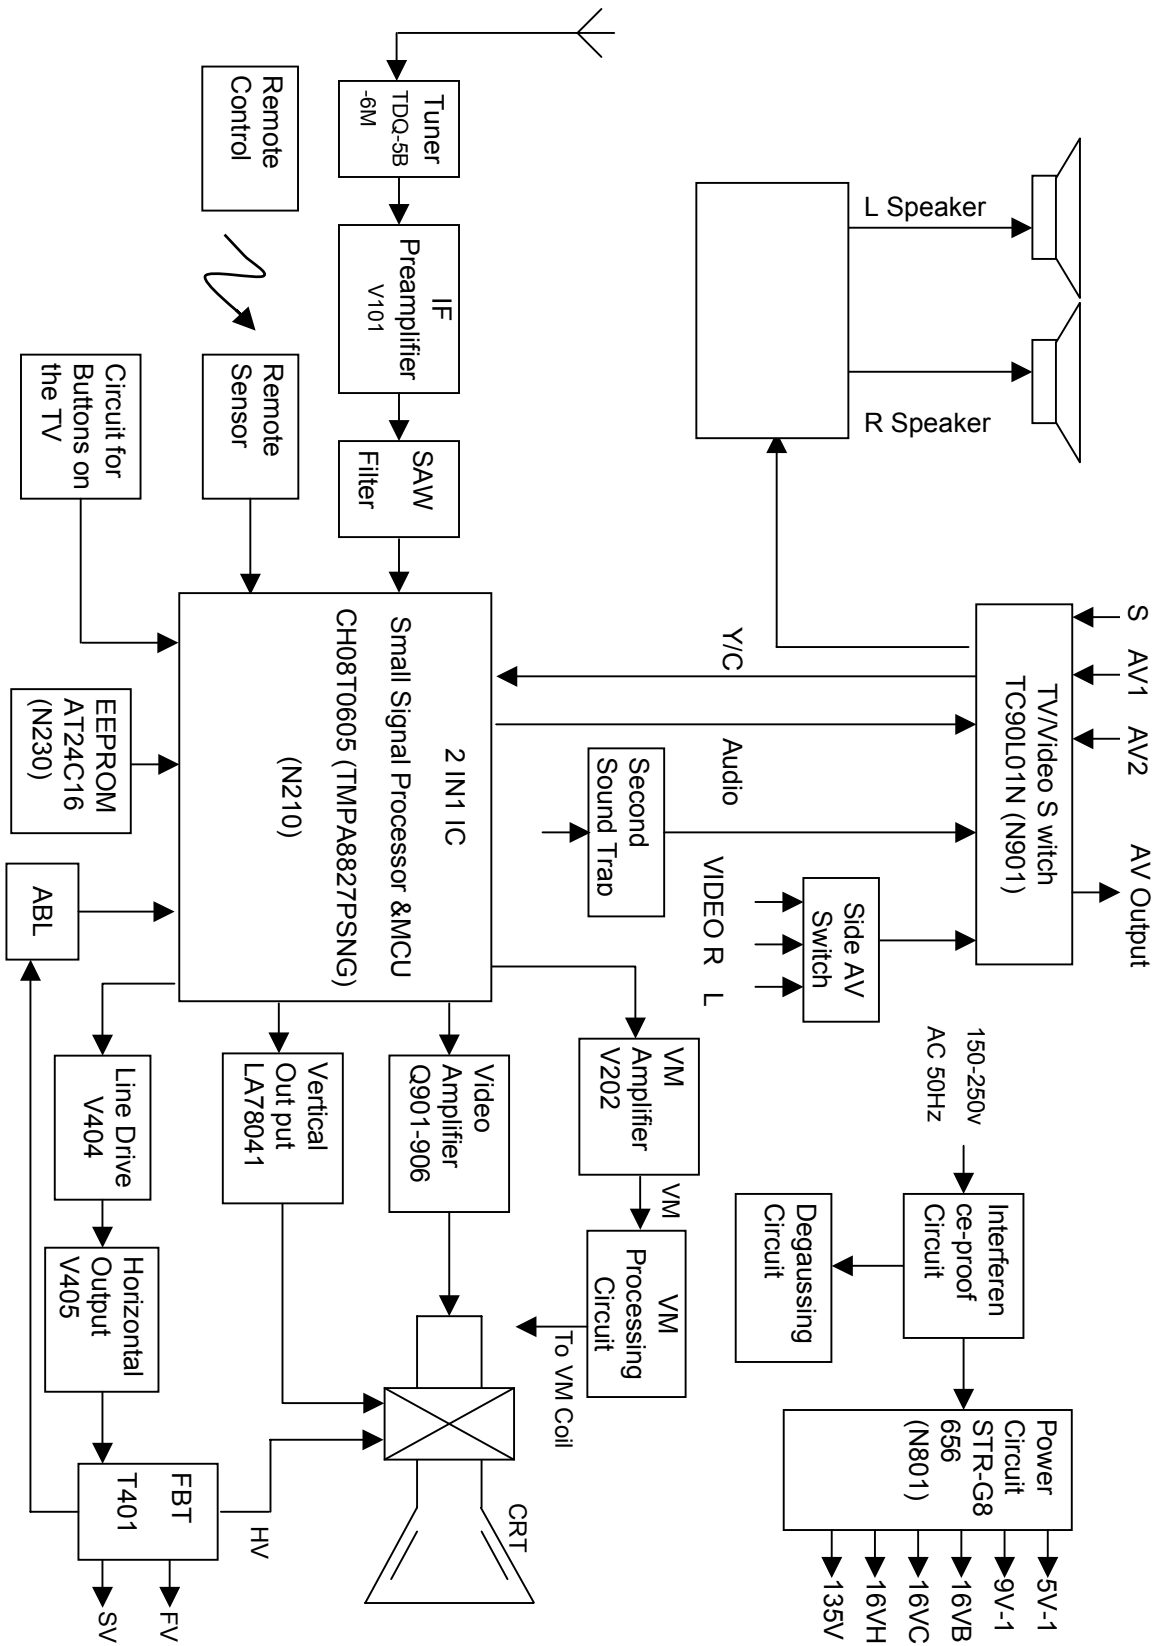 Tuner
TDQ-5B
-6M
IF
Preamplifier
V101
SAW
Filter
Remote
Control
Remote
Sensor
Circuit for
Buttons on
the TV
L Speaker
R Speaker
S
AV1
AV2
AV Output
TV/Video S witch
TC90L01N (N901)
Y/C
Audio
Second
Sound Trap
Side AV
Switch
VIDEO R L
2 IN1 IC
Small Signal Processor &MCU
CH08T0605 (TMPA8827PSNG)
(N210)
EEPROM
AT24C16
(N230)
ABL
VM
Amplifier
V202
VM
VM
Processing
Circuit
To VM Coil
Video
Amplifier
Q901-906
Vertical
Out put
LA78041
Line Drive
V404
Horizontal
Output
V405
FBT
T401
HV
FV
SV
CRT
150-250v
AC 50Hz
Interferen
ce-proof
Circuit
Degaussing
Circuit
Power
Circuit
STR-G8
656
(N801)
5V-1
9V-1
16VB
16VC
16VH
135V